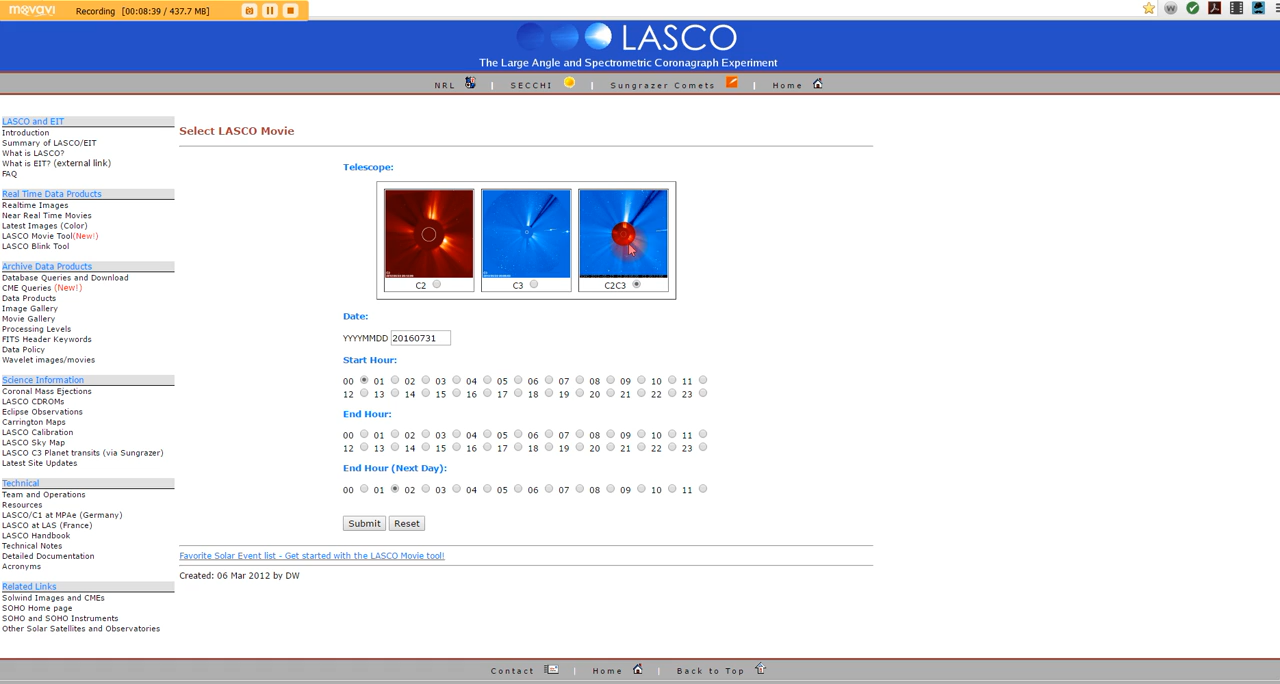 movavi Recording [00:08:39 / 437.7 MB]
LASCO
The Large Angle and Spectrometric Coronagraph Experiment
NRL | SECCHI | Sungrazer Comets | Home
LASCO and EIT
Introduction
Summary of LASCO/EIT
What is LASCO?
What is EIT? (external link)
FAQ
Real Time Data Products
Realtime Images
Near Real Time Movies
Latest Images (Color)
LASCO Movie Tool(New!)
LASCO Blink Tool
Archive Data Products
Database Queries and Download
CME Queries (New!)
Data Products
Image Gallery
Movie Gallery
Processing Levels
FITS Header Keywords
Data Policy
Wavelet images/movies
Science Information
Coronal Mass Ejections
LASCO CDROMs
Eclipse Observations
Carrington Maps
LASCO Calibration
LASCO Sky Map
LASCO C3 Planet transits (via Sungrazer)
Latest Site Updates
Technical
Team and Operations
Resources
LASCO/C1 at MPAe (Germany)
LASCO at LAS (France)
LASCO Handbook
Technical Notes
Detailed Documentation
Acronyms
Related Links
Solwind Images and CMEs
SOHO Home page
SOHO and SOHO Instruments
Other Solar Satellites and Observatories
Select LASCO Movie
Telescope:
C2 C3 C2C3
Date:
YYYYMMDD 20160731
Start Hour:
00 01 02 03 04 05 06 07 08 09 10 11
12 13 14 15 16 17 18 19 20 21 22 23
End Hour:
00 01 02 03 04 05 06 07 08 09 10 11
12 13 14 15 16 17 18 19 20 21 22 23
End Hour (Next Day):
00 01 02 03 04 05 06 07 08 09 10 11
Submit Reset
Favorite Solar Event list - Get started with the LASCO Movie tool!
Created: 06 Mar 2012 by DW
Contact | Home | Back to Top